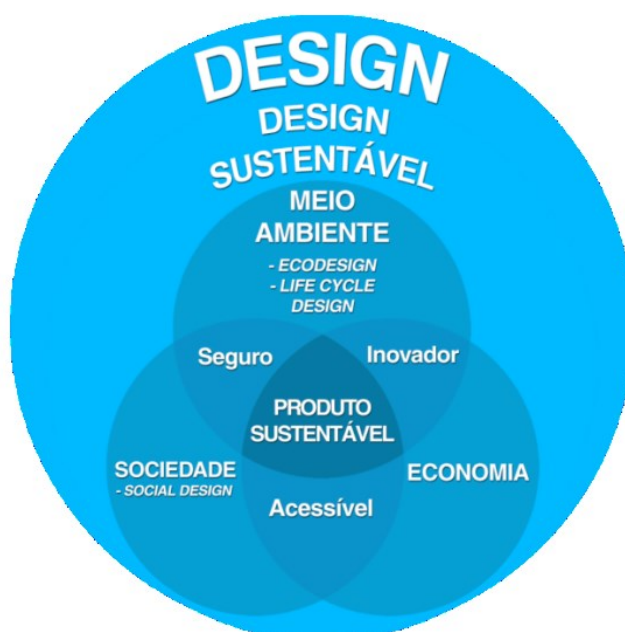 DESIGN
DESIGN
SUSTENTÁVEL
MEIO
AMBIENTE
- ECODESIGN
- LIFE CYCLE
DESIGN
Seguro
Inovador
PRODUTO
SUSTENTÁVEL
SOCIEDADE
- SOCIAL DESIGN
ECONOMIA
Acessível